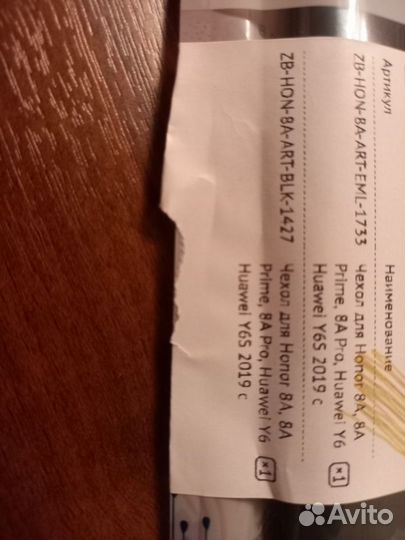 Артикул
Наименование
ZB-HON-8A-ART-EML-1733
Чехол для Honor 8A, 8A
Prime, 8A Pro, Huawei Y6
Huawei Y6S 2019 с
×1
ZB-HON-8A-ART-BLK-1427
Чехол для Honor 8A, 8A
Prime, 8A Pro, Huawei Y6
Huawei Y6S 2019 с
×1
Avito